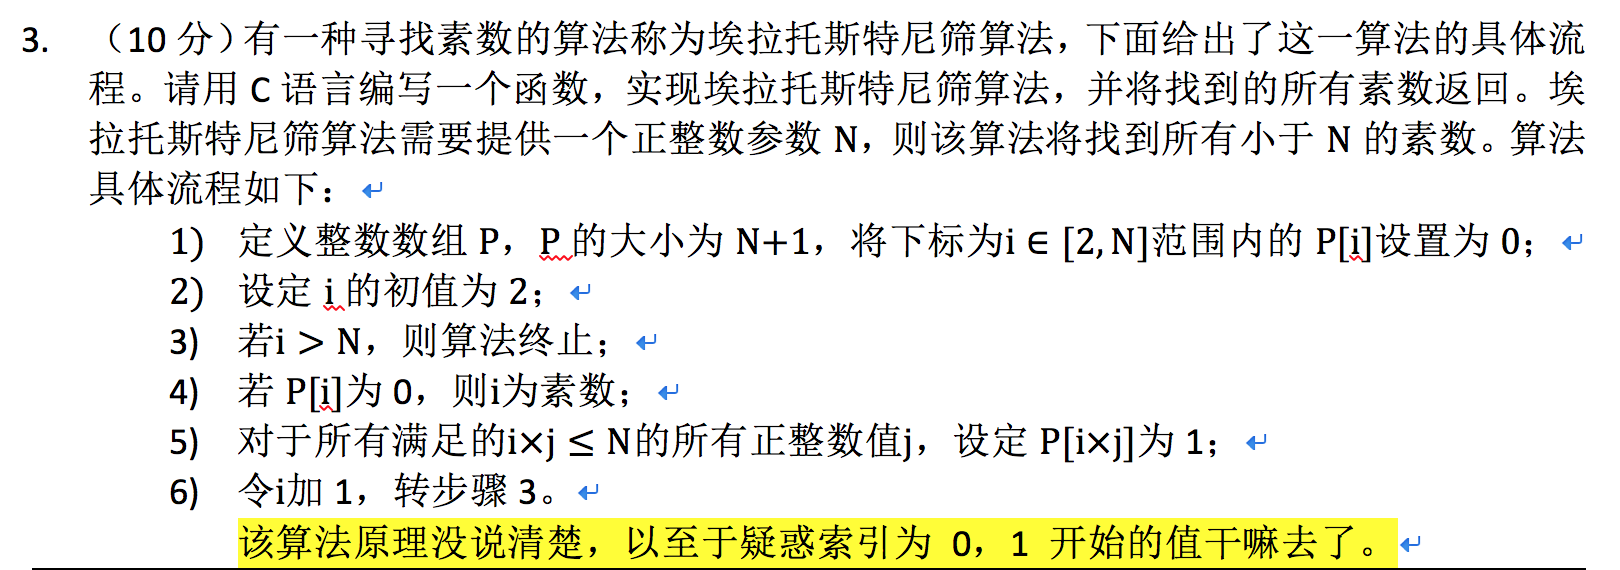 3. （10 分）有一种寻找素数的算法称为埃拉托斯特尼筛算法，下面给出了这一算法的具体流
程。请用 C 语言编写一个函数，实现埃拉托斯特尼筛算法，并将找到的所有素数返回。埃
拉托斯特尼筛算法需要提供一个正整数参数 N，则该算法将找到所有小于 N 的素数。算法
具体流程如下：
1) 定义整数数组 P，P 的大小为 N+1，将下标为i ∈ [2, N]范围内的 P[i]设置为 0；
2) 设定 i 的初值为 2；
3) 若i > N，则算法终止；
4) 若 P[i]为 0，则i为素数；
5) 对于所有满足的i×j ≤ N的所有正整数值j，设定 P[i×j]为 1；
6) 令i加 1，转步骤 3。
该算法原理没说清楚，以至于疑惑索引为 0，1 开始的值干嘛去了。